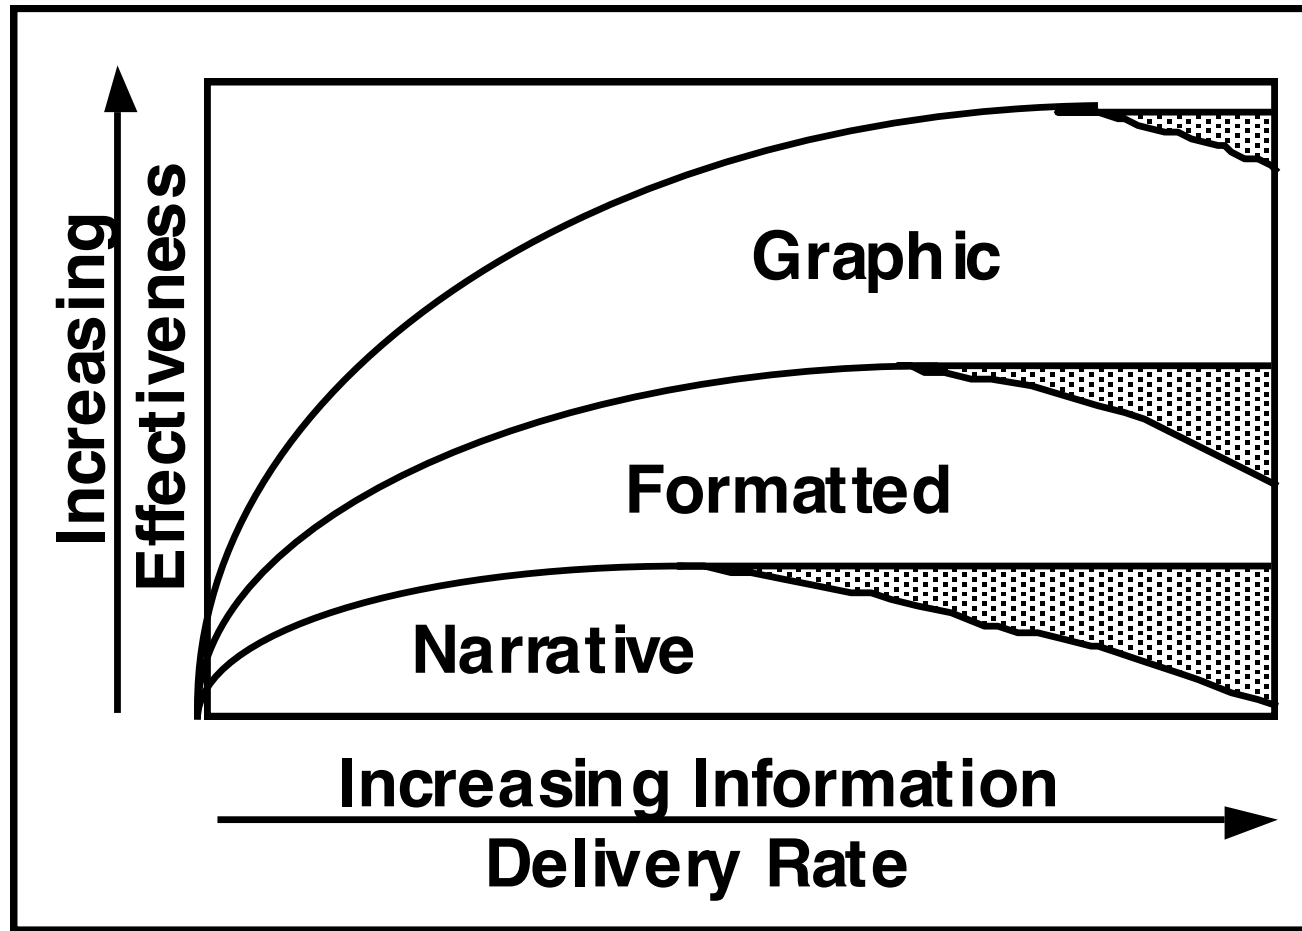 Increasing
Effectiveness
Graphic
Formatted
Narrative
Increasing Information
Delivery Rate